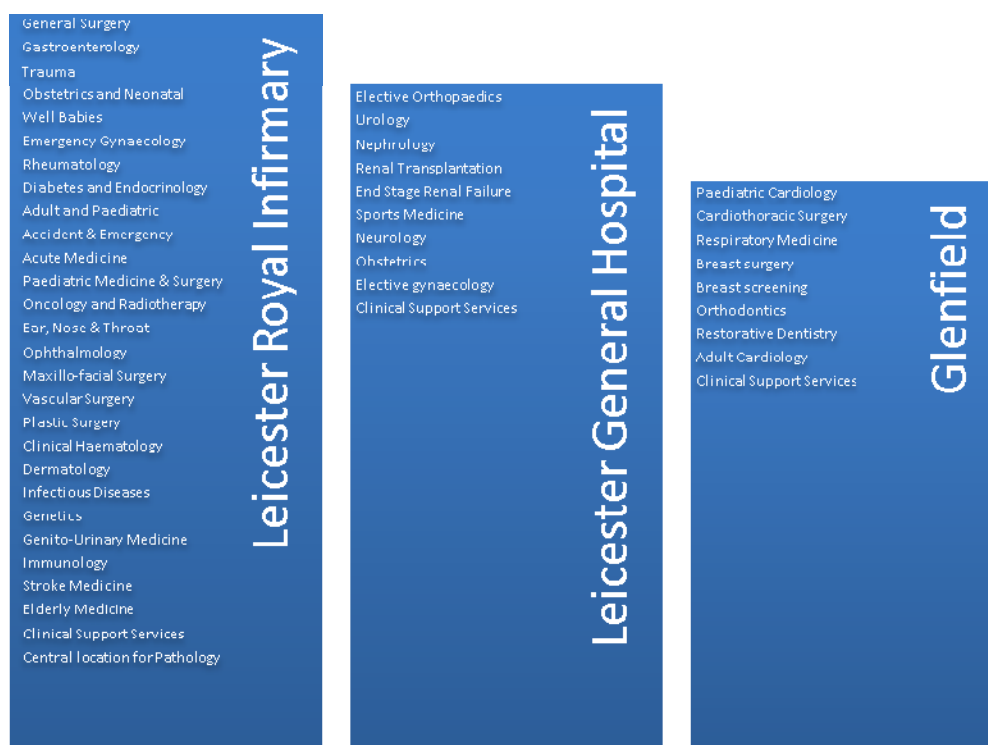 General Surgery
Gastroenterology
Trauma
Obstetrics and Neonatal
Well Babies
Emergency Gynaecology
Rheumatology
Diabetes and Endocrinology
Adult and Paediatric
Accident & Emergency
Acute Medicine
Paediatric Medicine & Surgery
Oncology and Radiotherapy
Ear, Nose & Throat
Ophthalmology
Maxillo-facial Surgery
Vascular Surgery
Plastic Surgery
Clinical Haematology
Dermatology
Infectious Diseases
Genetics
Genito-Urinary Medicine
Immunology
Stroke Medicine
Elderly Medicine
Clinical Support Services
Central location for Pathology
Leicester Royal Infirmary
Elective Orthopaedics
Urology
Nephrology
Renal Transplantation
End Stage Renal Failure
Sports Medicine
Neurology
Obstetrics
Elective gynaecology
Clinical Support Services
Leicester General Hospital
Paediatric Cardiology
Cardiothoracic Surgery
Respiratory Medicine
Breast surgery
Breast screening
Orthodontics
Restorative Dentistry
Adult Cardiology
Clinical Support Services
Glenfield